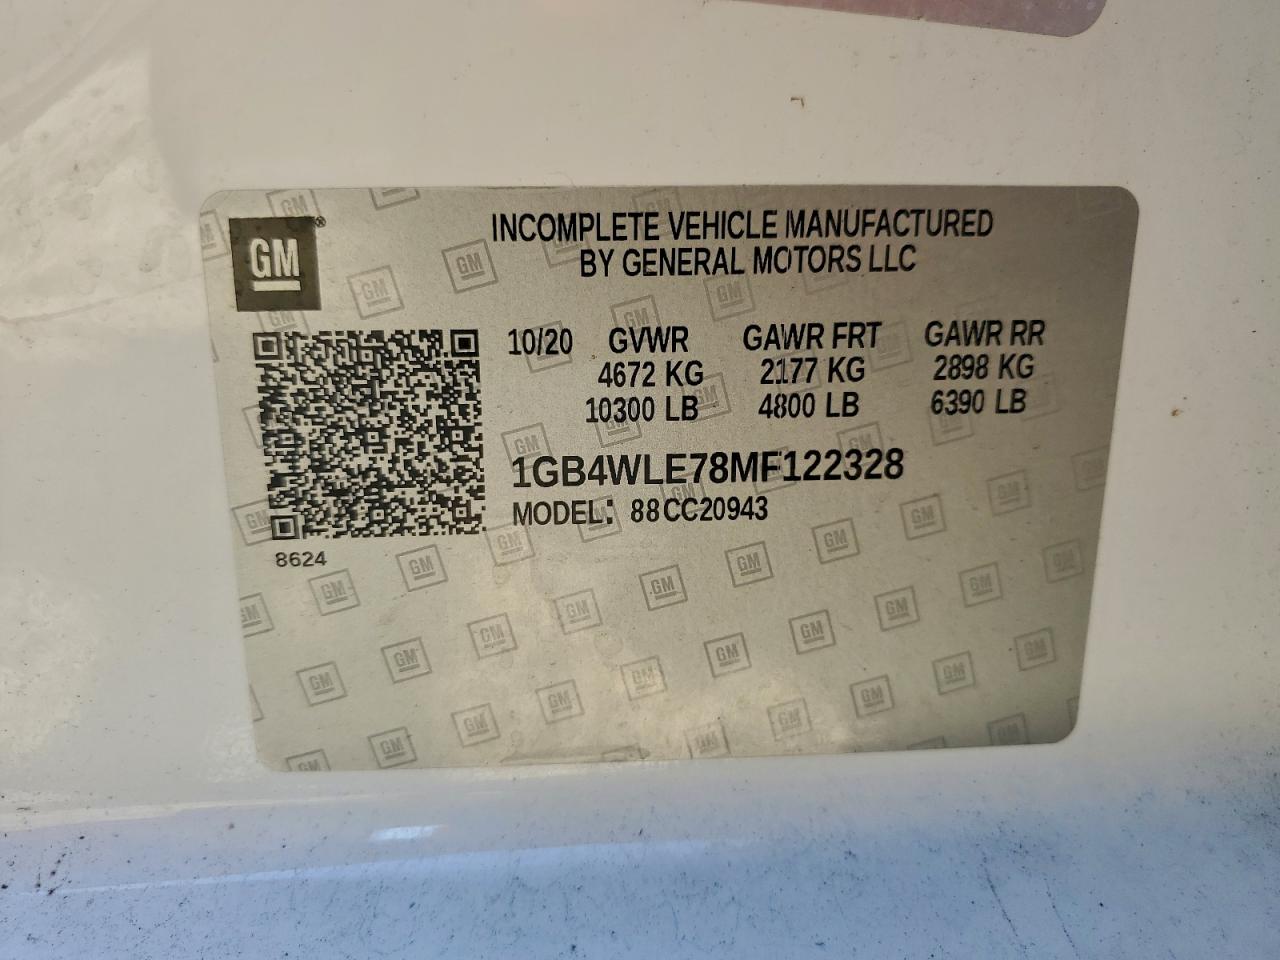 GM®
INCOMPLETE VEHICLE MANUFACTURED
BY GENERAL MOTORS LLC
10/20 GVWR GAWR FRT GAWR RR
4672 KG 2177 KG 2898 KG
10300 LB 4800 LB 6390 LB
1GB4WLE78MF122328
MODEL: 88CC20943
8624